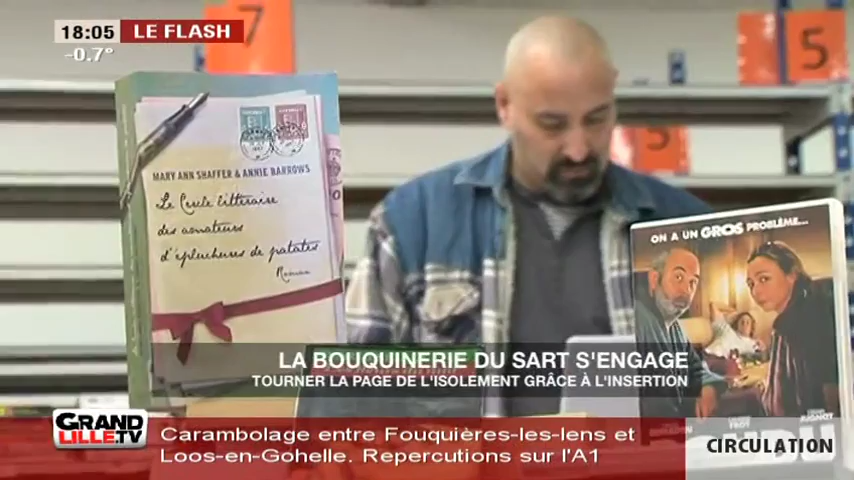 18:05 LE FLASH
-0.7°
7
5
5
MARY ANN SHAFFER & ANNIE BARROWS
Le Cercle littéraire
des amateurs
d'épluchures de patates
Roman
ON A UN GROS PROBLÈME...
LA BOUQUINERIE DU SART S'ENGAGE
TOURNER LA PAGE DE L'ISOLEMENT GRÂCE À L'INSERTION
GRAND
LILLE.TV
Carambolage entre Fouquières-les-lens et
Loos-en-Gohelle. Repercutions sur l'A1
CIRCULATION